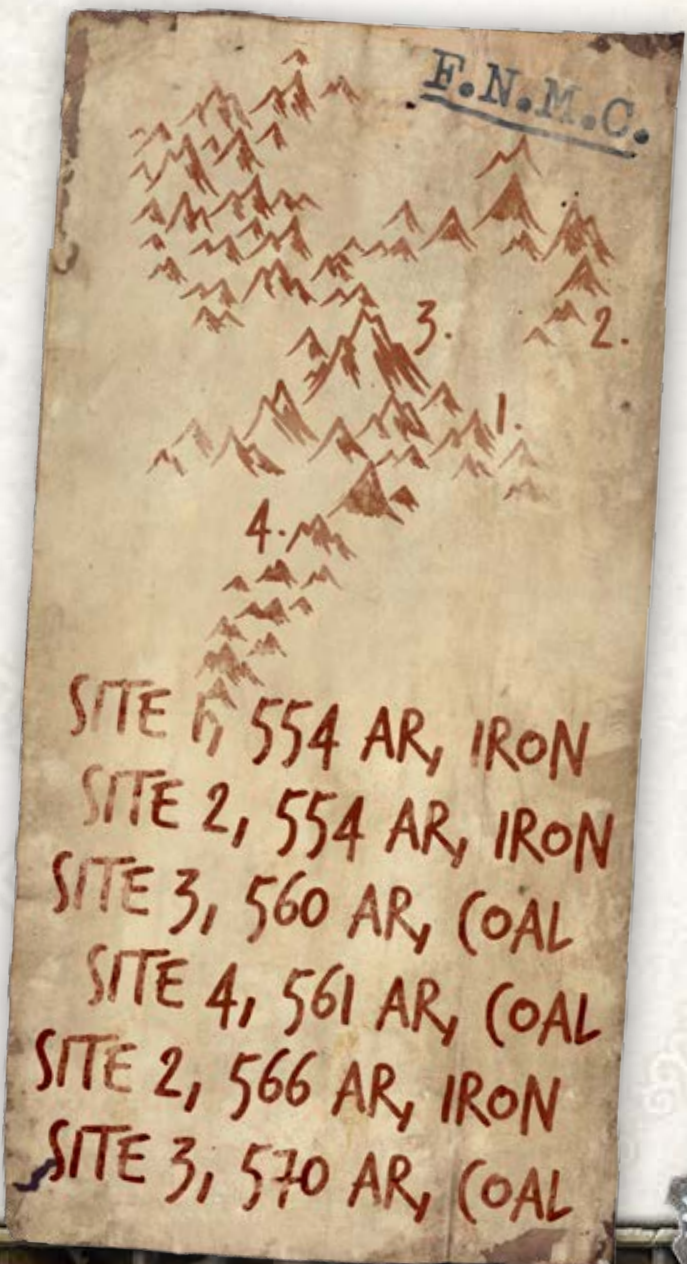 F.N.M.C.
3.
2.
1.
4.
SITE 1, 554 AR, IRON
SITE 2, 554 AR, IRON
SITE 3, 560 AR, COAL
SITE 4, 561 AR, COAL
SITE 2, 566 AR, IRON
SITE 3, 570 AR, COAL